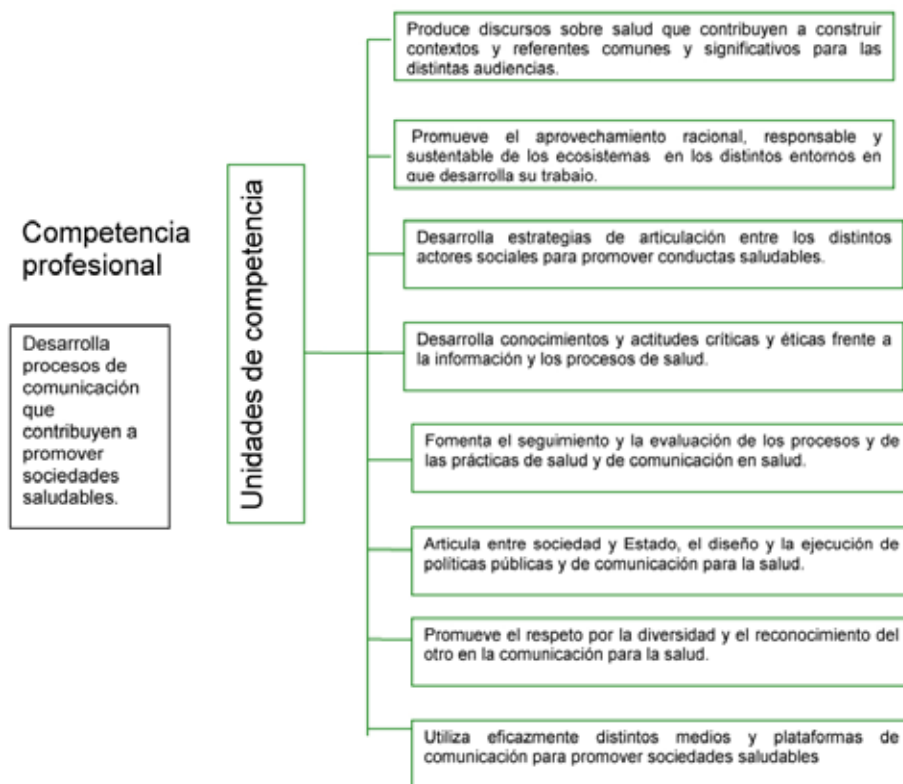 Competencia
profesional
Desarrolla
procesos de
comunicación
que
contribuyen a
promover
sociedades
saludables.
Unidades de competencia
Produce discursos sobre salud que contribuyen a construir
contextos y referentes comunes y significativos para las
distintas audiencias.
Promueve el aprovechamiento racional, responsable y
sustentable de los ecosistemas en los distintos entornos en
que desarrolla su trabajo.
Desarrolla estrategias de articulación entre los distintos
actores sociales para promover conductas saludables.
Desarrolla conocimientos y actitudes críticas y éticas frente a
la información y los procesos de salud.
Fomenta el seguimiento y la evaluación de los procesos y de
las prácticas de salud y de comunicación en salud.
Articula entre sociedad y Estado, el diseño y la ejecución de
políticas públicas y de comunicación para la salud.
Promueve el respeto por la diversidad y el reconocimiento del
otro en la comunicación para la salud.
Utiliza eficazmente distintos medios y plataformas de
comunicación para promover sociedades saludables